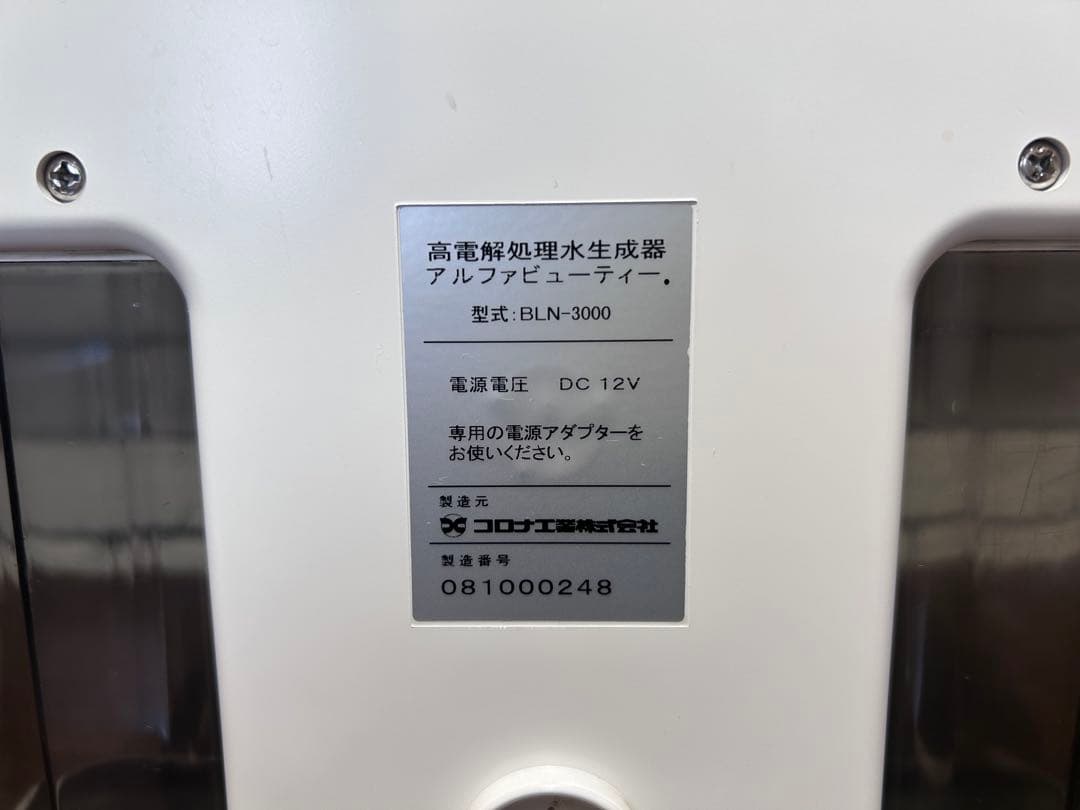 高電解処理水生成器
アルファビューティー.
型式:BLN-3000
電源電圧 DC 12V
専用の電源アダプターを
お使いください。
製造元
コロナ工業株式会社
製造番号
081000248